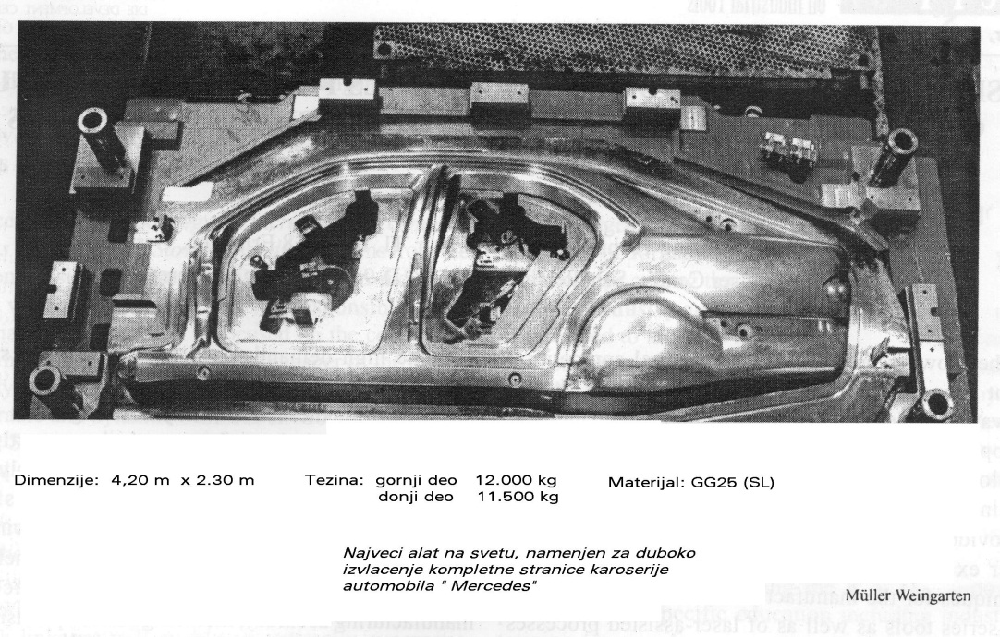 Dimenzije: 4,20 m x 2.30 m Tezina: gornji deo 12.000 kg Materijal: GG25 (SL)
donji deo 11.500 kg
Najveci alat na svetu, namenjen za duboko
izvlacenje kompletne stranice karoserije
automobila " Mercedes"
Müller Weingarten